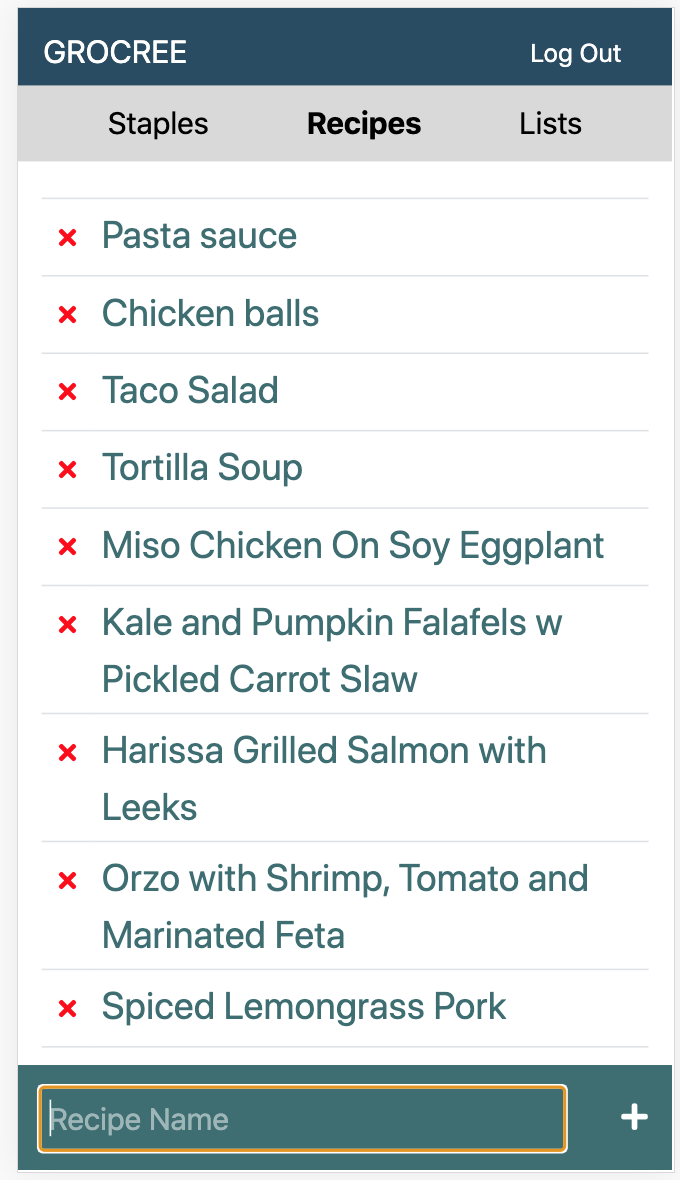 GROCREE
Log Out
Staples
Recipes
Lists
Pasta sauce
Chicken balls
Taco Salad
Tortilla Soup
Miso Chicken On Soy Eggplant
Kale and Pumpkin Falafels w
Pickled Carrot Slaw
Harissa Grilled Salmon with
Leeks
Orzo with Shrimp, Tomato and
Marinated Feta
Spiced Lemongrass Pork
Recipe Name